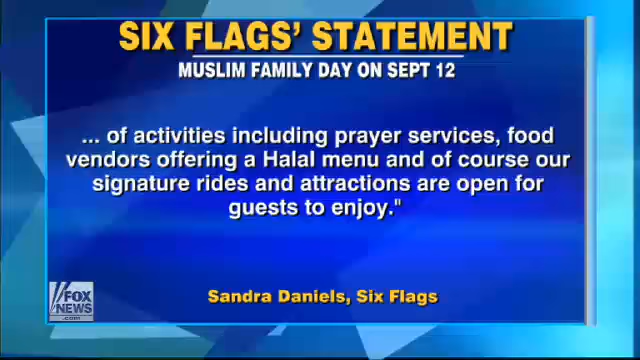 SIX FLAGS' STATEMENT
MUSLIM FAMILY DAY ON SEPT 12
... of activities including prayer services, food
vendors offering a Halal menu and of course our
signature rides and attractions are open for
guests to enjoy."
Sandra Daniels, Six Flags
FOX
NEWS
.com